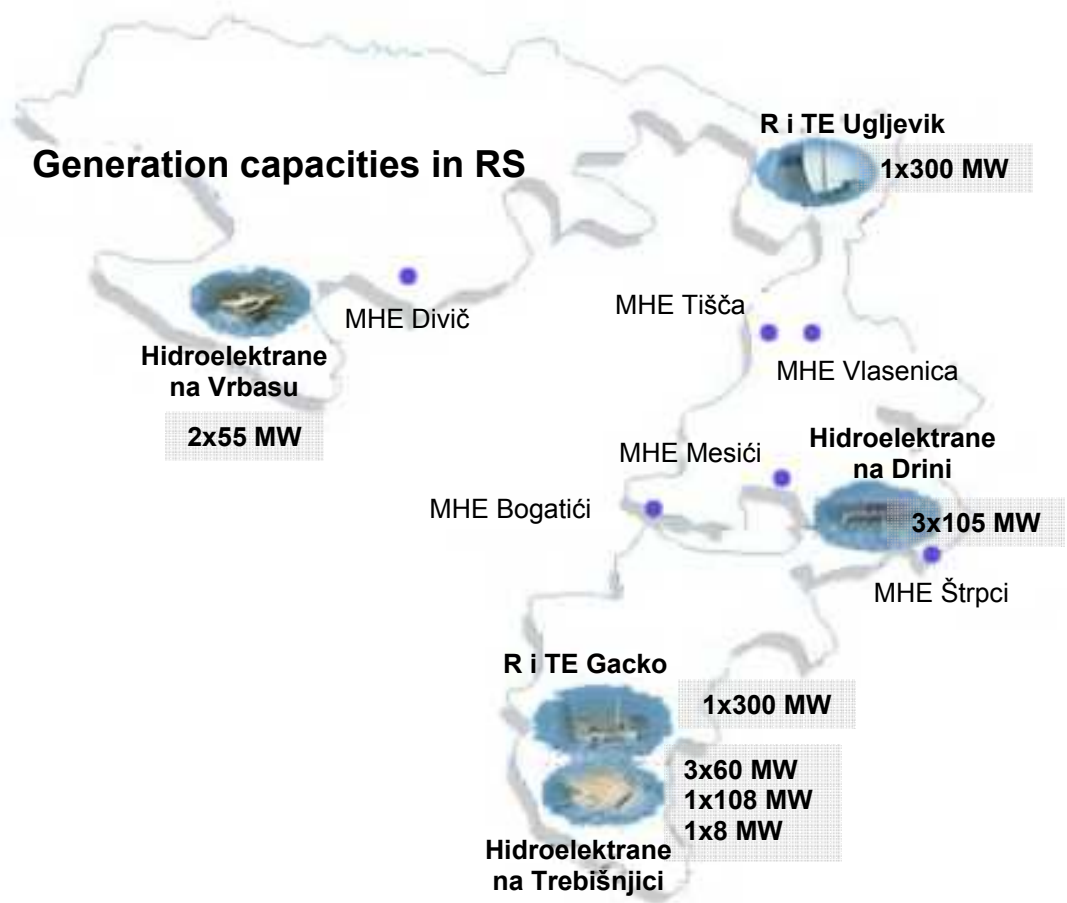 R i TE Ugljevik
Generation capacities in RS
1x300 MW
MHE Tišča
MHE Divič
Hidroelektrane
na Vrbasu
MHE Vlasenica
2x55 MW
Hidroelektrane
na Drini
MHE Mesići
MHE Bogatići
3x105 MW
MHE Štrpci
R i TE Gacko
1x300 MW
3x60 MW
1x108 MW
1x8 MW
Hidroelektrane
na Trebišnjici